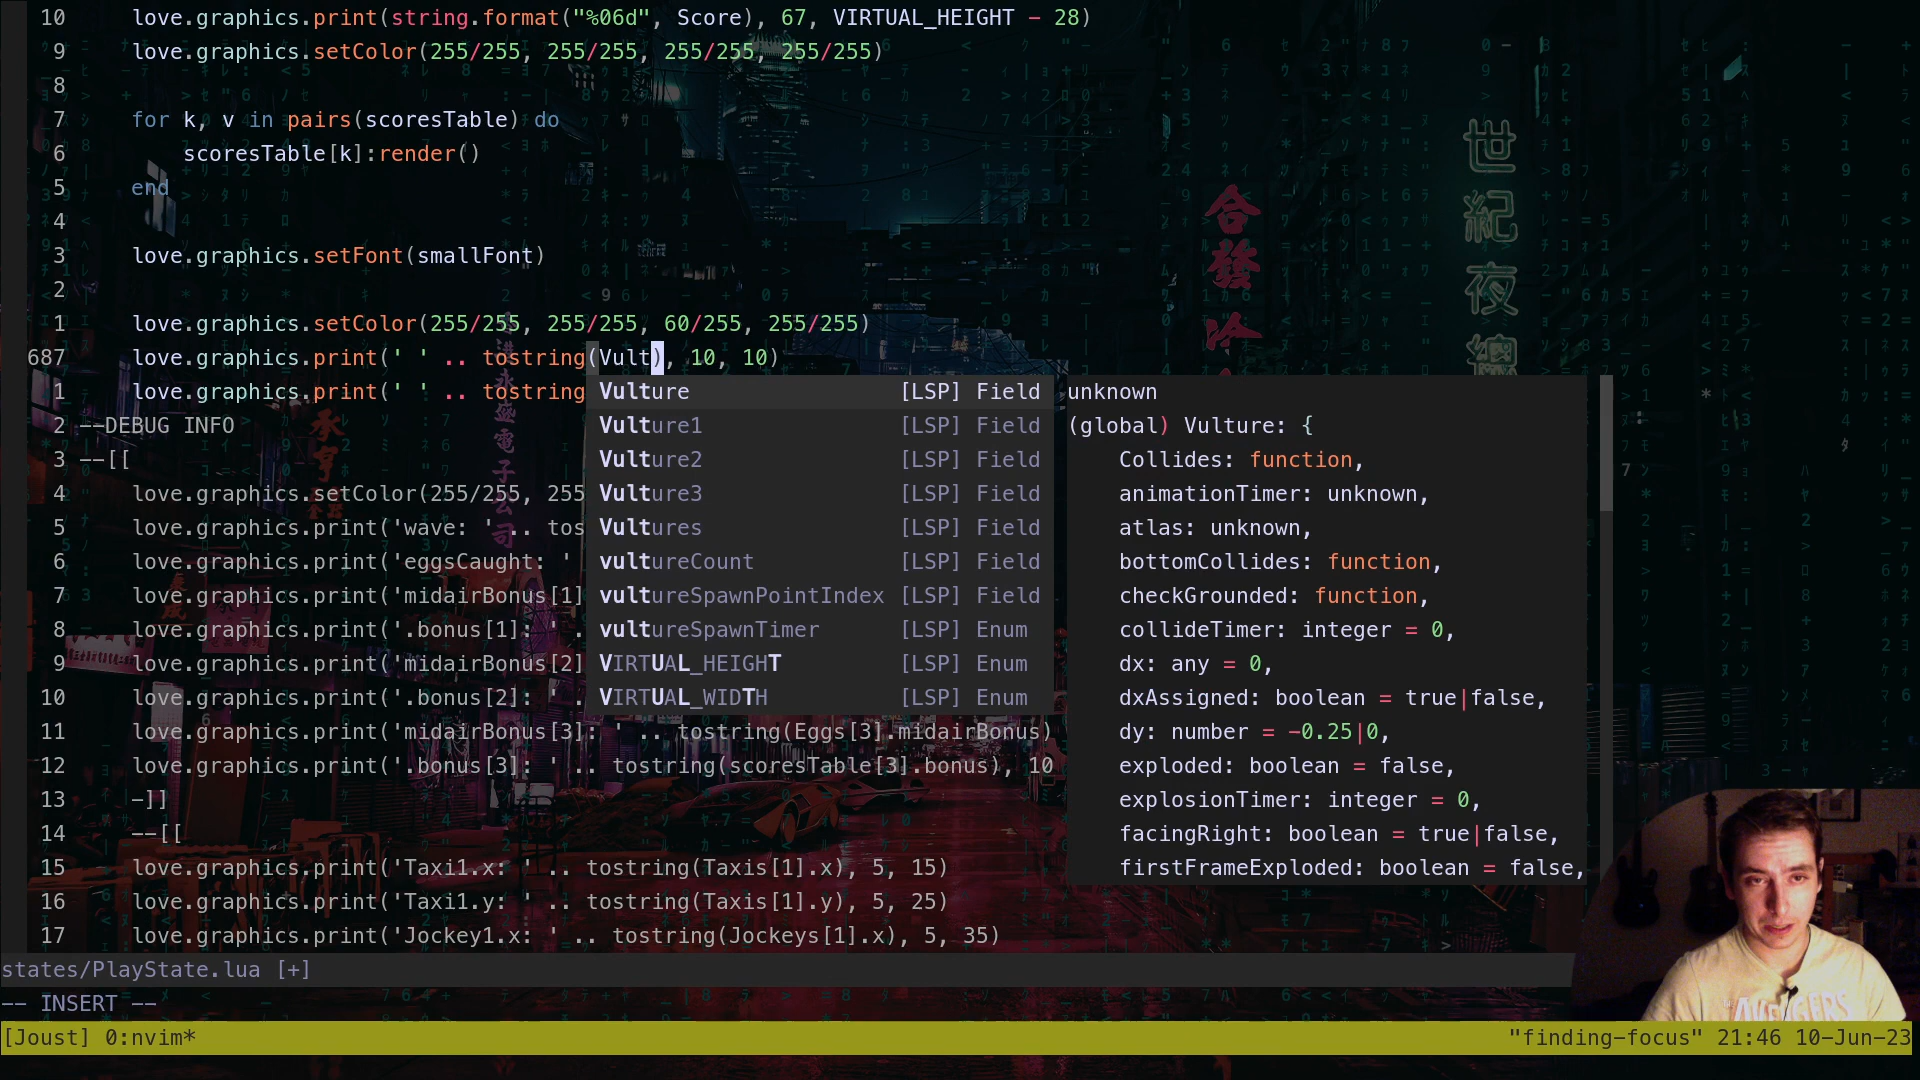 10 love.graphics.print(string.format("%06d", Score), 67, VIRTUAL_HEIGHT - 28)
9 love.graphics.setColor(255/255, 255/255, 255/255, 255/255)
8
7 for k, v in pairs(scoresTable) do
6 scoresTable[k]:render()
5 end
4
3 love.graphics.setFont(smallFont)
2
1 love.graphics.setColor(255/255, 255/255, 60/255, 255/255)
687 love.graphics.print(' ' .. tostring(Vult), 10, 10)
1 love.graphics.print(' ' .. tostring
2 --DEBUG INFO
3 --[[
4 love.graphics.setColor(255/255, 255
5 love.graphics.print('wave: ' .. tos
6 love.graphics.print('eggsCaught: '
7 love.graphics.print('midairBonus[1]
8 love.graphics.print('.bonus[1]: ' .
9 love.graphics.print('midairBonus[2]
10 love.graphics.print('.bonus[2]: ' .
11 love.graphics.print('midairBonus[3]: ' .. tostring(Eggs[3].midairBonus)
12 love.graphics.print('.bonus[3]: ' .. tostring(scoresTable[3].bonus), 10
13 -]]
14 --[[
15 love.graphics.print('Taxi1.x: ' .. tostring(Taxis[1].x), 5, 15)
16 love.graphics.print('Taxi1.y: ' .. tostring(Taxis[1].y), 5, 25)
17 love.graphics.print('Jockey1.x: ' .. tostring(Jockeys[1].x), 5, 35)
Vulture [LSP] Field
Vulture1 [LSP] Field
Vulture2 [LSP] Field
Vulture3 [LSP] Field
Vultures [LSP] Field
vultureCount [LSP] Field
vultureSpawnPointIndex [LSP] Field
vultureSpawnTimer [LSP] Enum
VIRTUAL_HEIGHT [LSP] Enum
VIRTUAL_WIDTH [LSP] Enum
unknown
(global) Vulture: {
Collides: function,
animationTimer: unknown,
atlas: unknown,
bottomCollides: function,
checkGrounded: function,
collideTimer: integer = 0,
dx: any = 0,
dxAssigned: boolean = true|false,
dy: number = -0.25|0,
exploded: boolean = false,
explosionTimer: integer = 0,
facingRight: boolean = true|false,
firstFrameExploded: boolean = false,
世紀夜總
合發
states/PlayState.lua [+]
-- INSERT --
AVENGERS
[Joust] 0:nvim* "finding-focus" 21:46 10-Jun-23